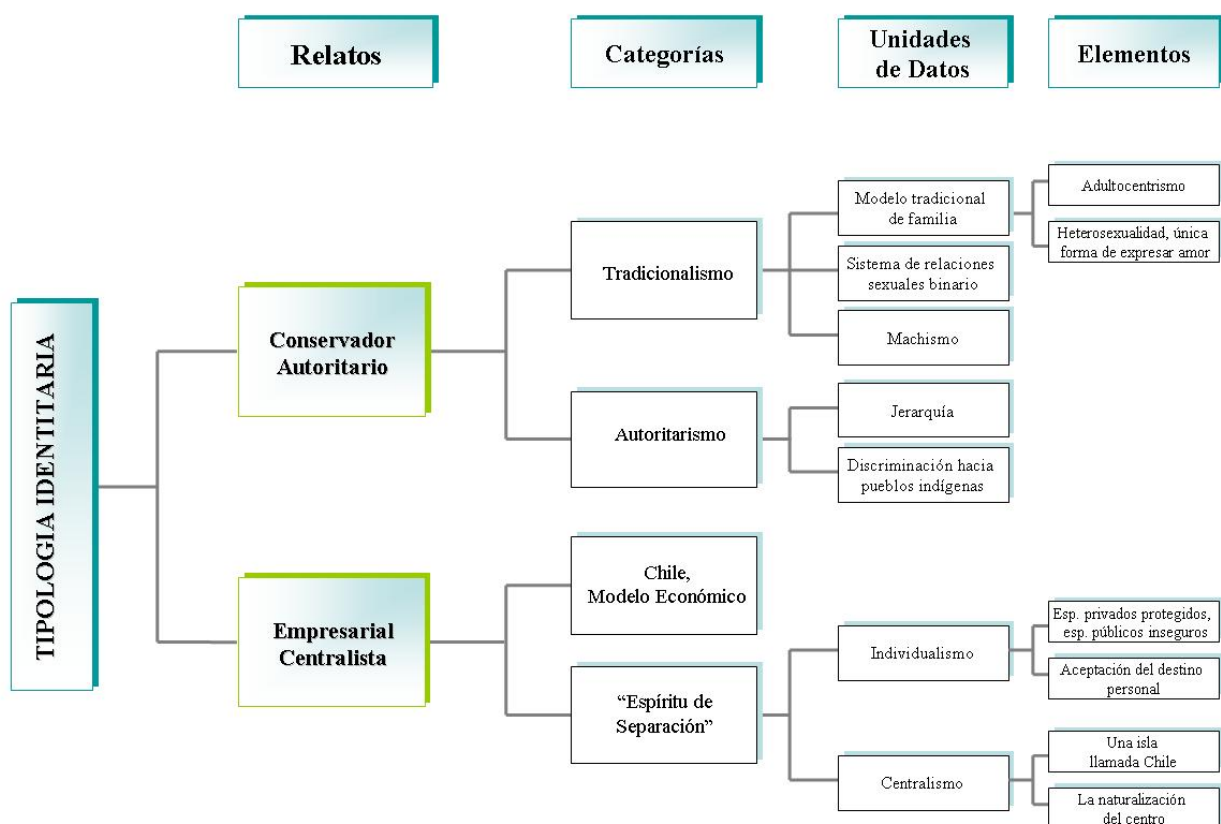 Relatos
Categorías
Unidades
de Datos
Elementos
TIPOLOGIA IDENTITARIA
Conservador
Autoritario
Tradicionalismo
Modelo tradicional
de familia
Adultocentrismo
Heterosexualidad, única
forma de expresar amor
Sistema de relaciones
sexuales binario
Machismo
Autoritarismo
Jerarquía
Discriminación hacia
pueblos indígenas
Empresarial
Centralista
Chile,
Modelo Económico
“Espíritu de
Separación”
Individualismo
Esp. privados protegidos,
esp. públicos inseguros
Aceptación del destino
personal
Centralismo
Una isla
llamada Chile
La naturalización
del centro